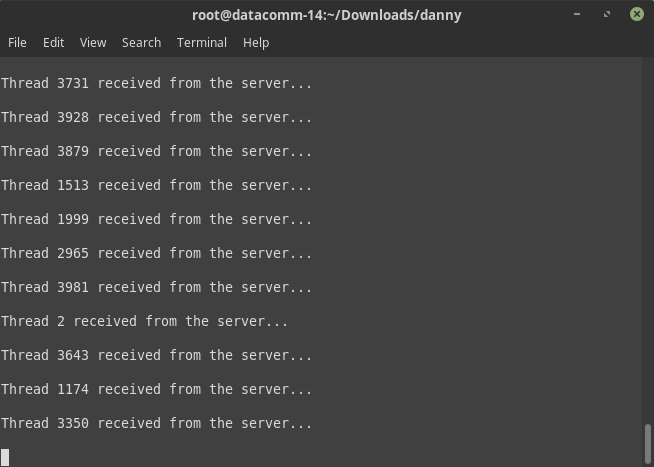 root@datacomm-14:~/Downloads/danny
File Edit View Search Terminal Help
Thread 3731 received from the server...
Thread 3928 received from the server...
Thread 3879 received from the server...
Thread 1513 received from the server...
Thread 1999 received from the server...
Thread 2965 received from the server...
Thread 3981 received from the server...
Thread 2 received from the server...
Thread 3643 received from the server...
Thread 1174 received from the server...
Thread 3350 received from the server...